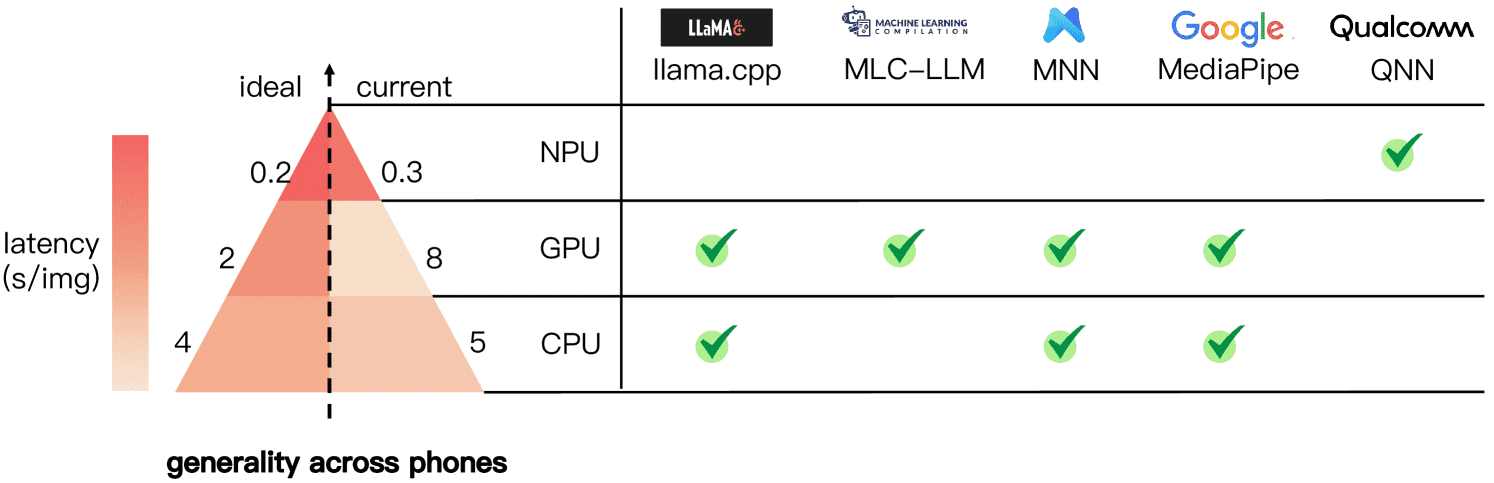 LLaMA C++
MACHINE LEARNING
COMPILATION
Google
Qualcomm
llama.cpp
MLC-LLM
MNN
MediaPipe
QNN
ideal
current
NPU
0.2
0.3
latency
(s/img)
GPU
2
8
CPU
4
5
generality across phones